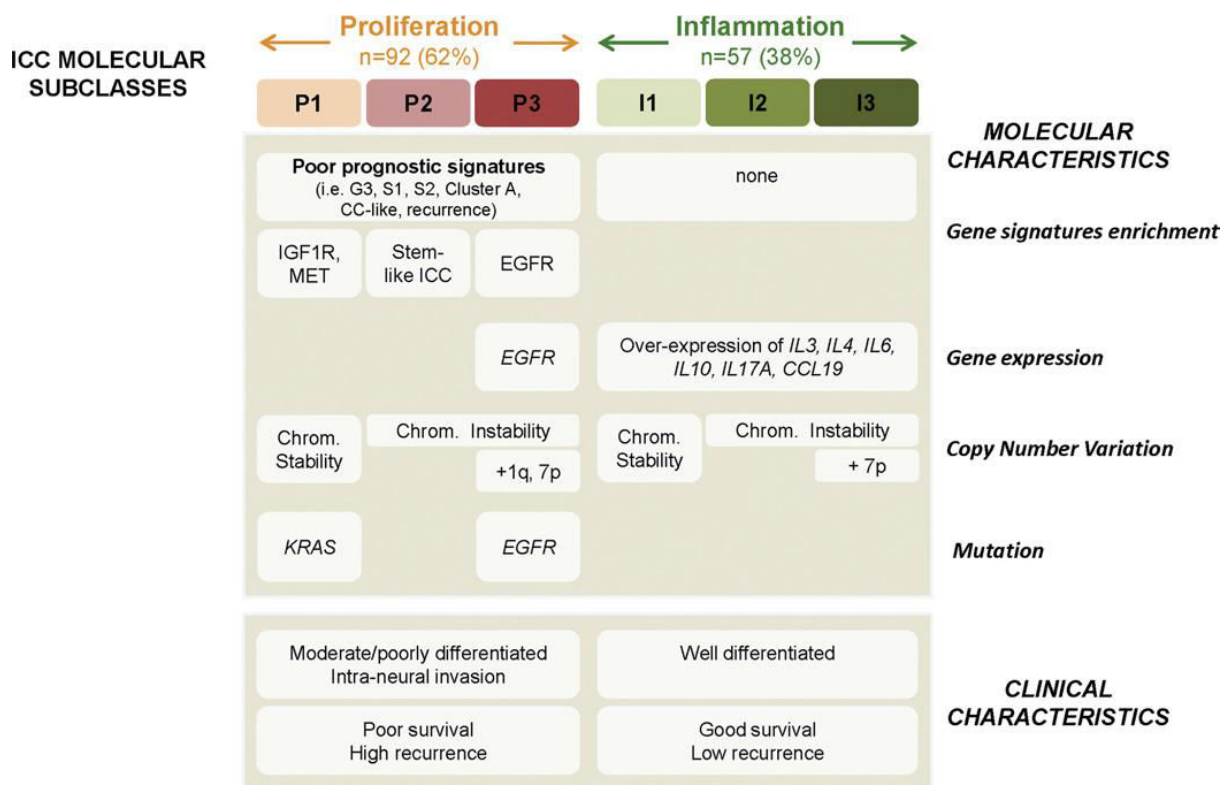 ICC MOLECULAR
SUBCLASSES
Proliferation
n=92 (62%)
Inflammation
n=57 (38%)
P1
P2
P3
I1
I2
I3
MOLECULAR
CHARACTERISTICS
Poor prognostic signatures
(i.e. G3, S1, S2, Cluster A,
CC-like, recurrence)
none
Gene signatures enrichment
IGF1R,
MET
Stem-
like ICC
EGFR
EGFR
Over-expression of IL3, IL4, IL6,
IL10, IL17A, CCL19
Gene expression
Chrom.
Stability
Chrom. Instability
+1q, 7p
Chrom.
Stability
Chrom. Instability
+ 7p
Copy Number Variation
KRAS
EGFR
Mutation
Moderate/poorly differentiated
Intra-neural invasion
Well differentiated
CLINICAL
CHARACTERISTICS
Poor survival
High recurrence
Good survival
Low recurrence